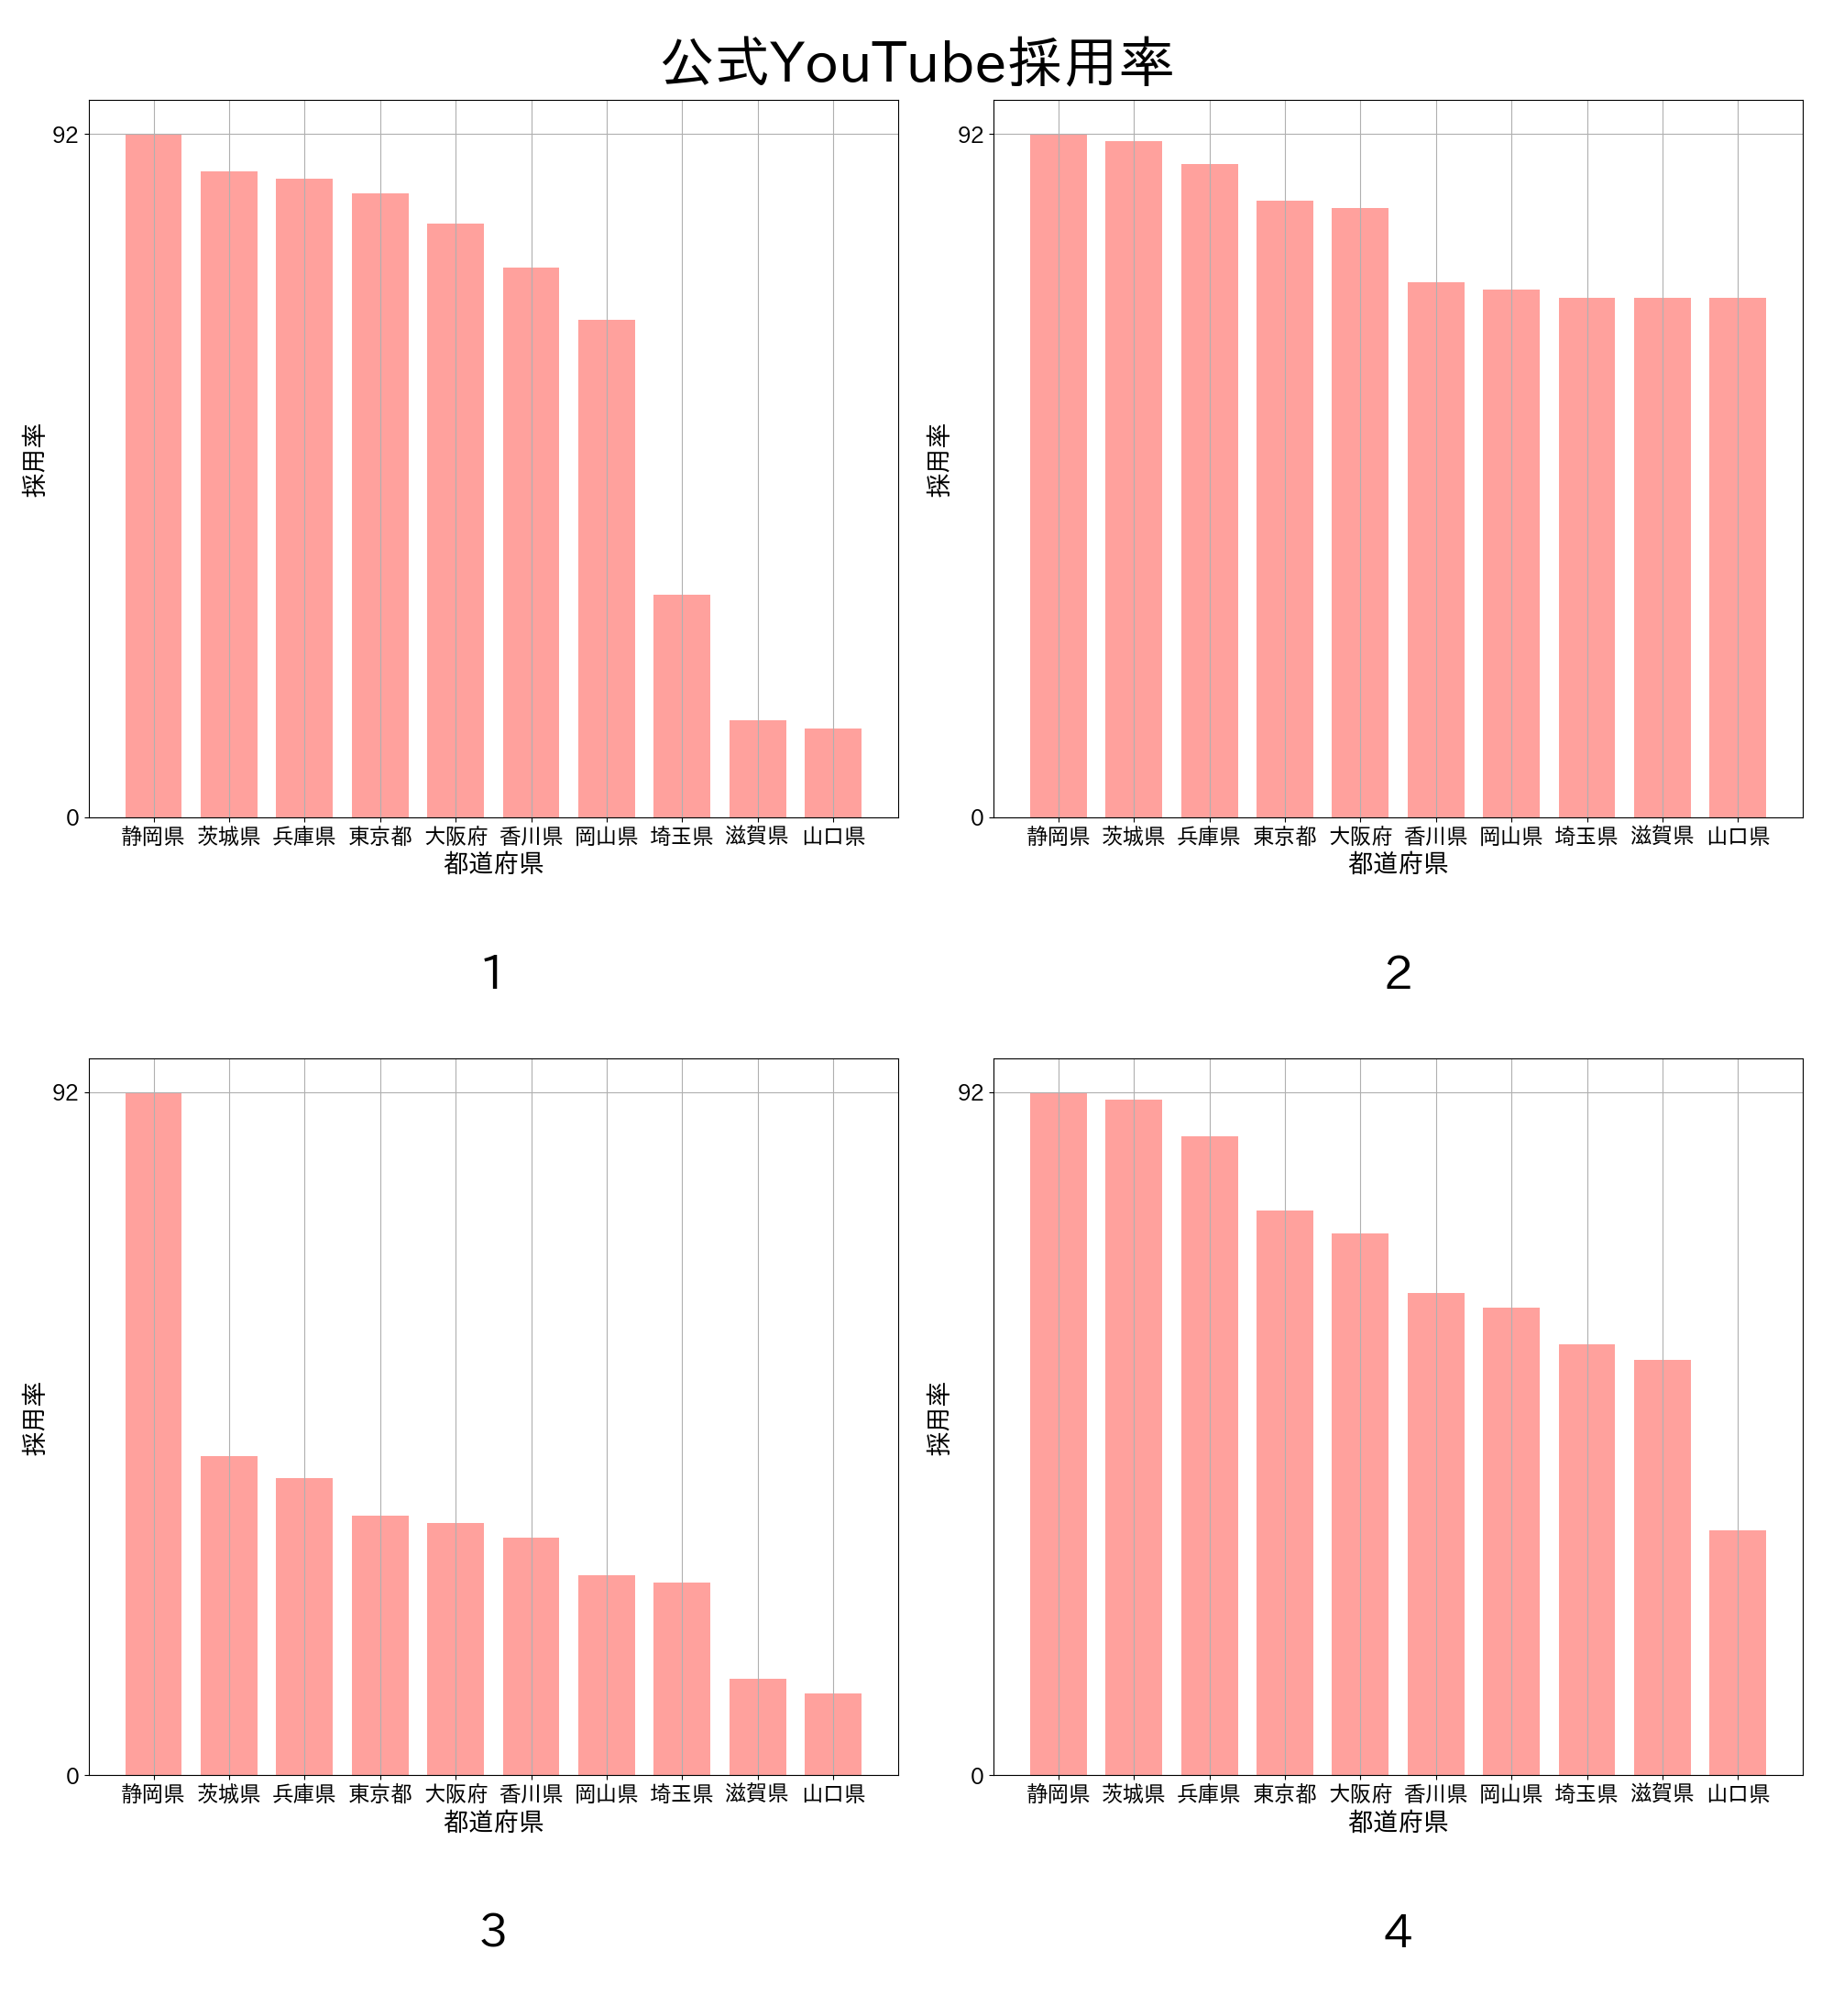 公式YouTube採用率
92
0
採用率
静岡県 茨城県 兵庫県 東京都 大阪府 香川県 岡山県 埼玉県 滋賀県 山口県
都道府県
1
92
0
採用率
静岡県 茨城県 兵庫県 東京都 大阪府 香川県 岡山県 埼玉県 滋賀県 山口県
都道府県
2
92
0
採用率
静岡県 茨城県 兵庫県 東京都 大阪府 香川県 岡山県 埼玉県 滋賀県 山口県
都道府県
3
92
0
採用率
静岡県 茨城県 兵庫県 東京都 大阪府 香川県 岡山県 埼玉県 滋賀県 山口県
都道府県
4